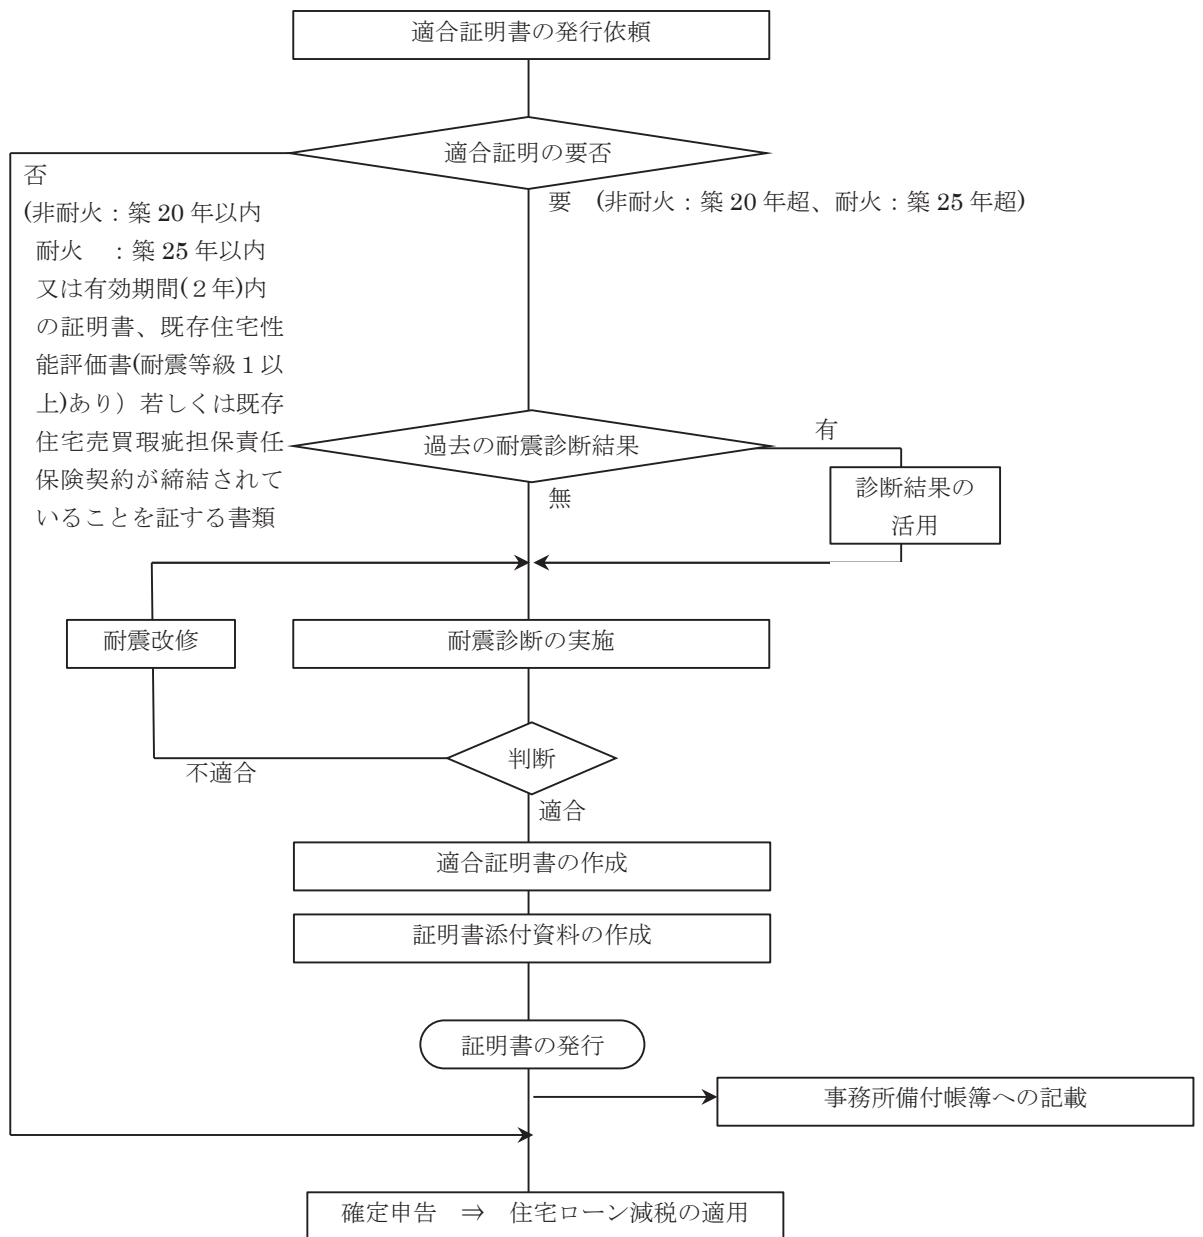 適合証明書の発行依頼
適合証明の要否
否
(非耐火：築 20 年以内
耐火　：築 25 年以内
又は有効期間(２年)内
の証明書、既存住宅性
能評価書(耐震等級１以
上)あり）若しくは既存
住宅売買瑕疵担保責任
保険契約が締結されて
いることを証する書類
要　(非耐火：築 20 年超、耐火：築 25 年超)
過去の耐震診断結果
有
無
診断結果の
活用
耐震改修
耐震診断の実施
判断
不適合
適合
適合証明書の作成
証明書添付資料の作成
証明書の発行
事務所備付帳簿への記載
確定申告　⇒　住宅ローン減税の適用